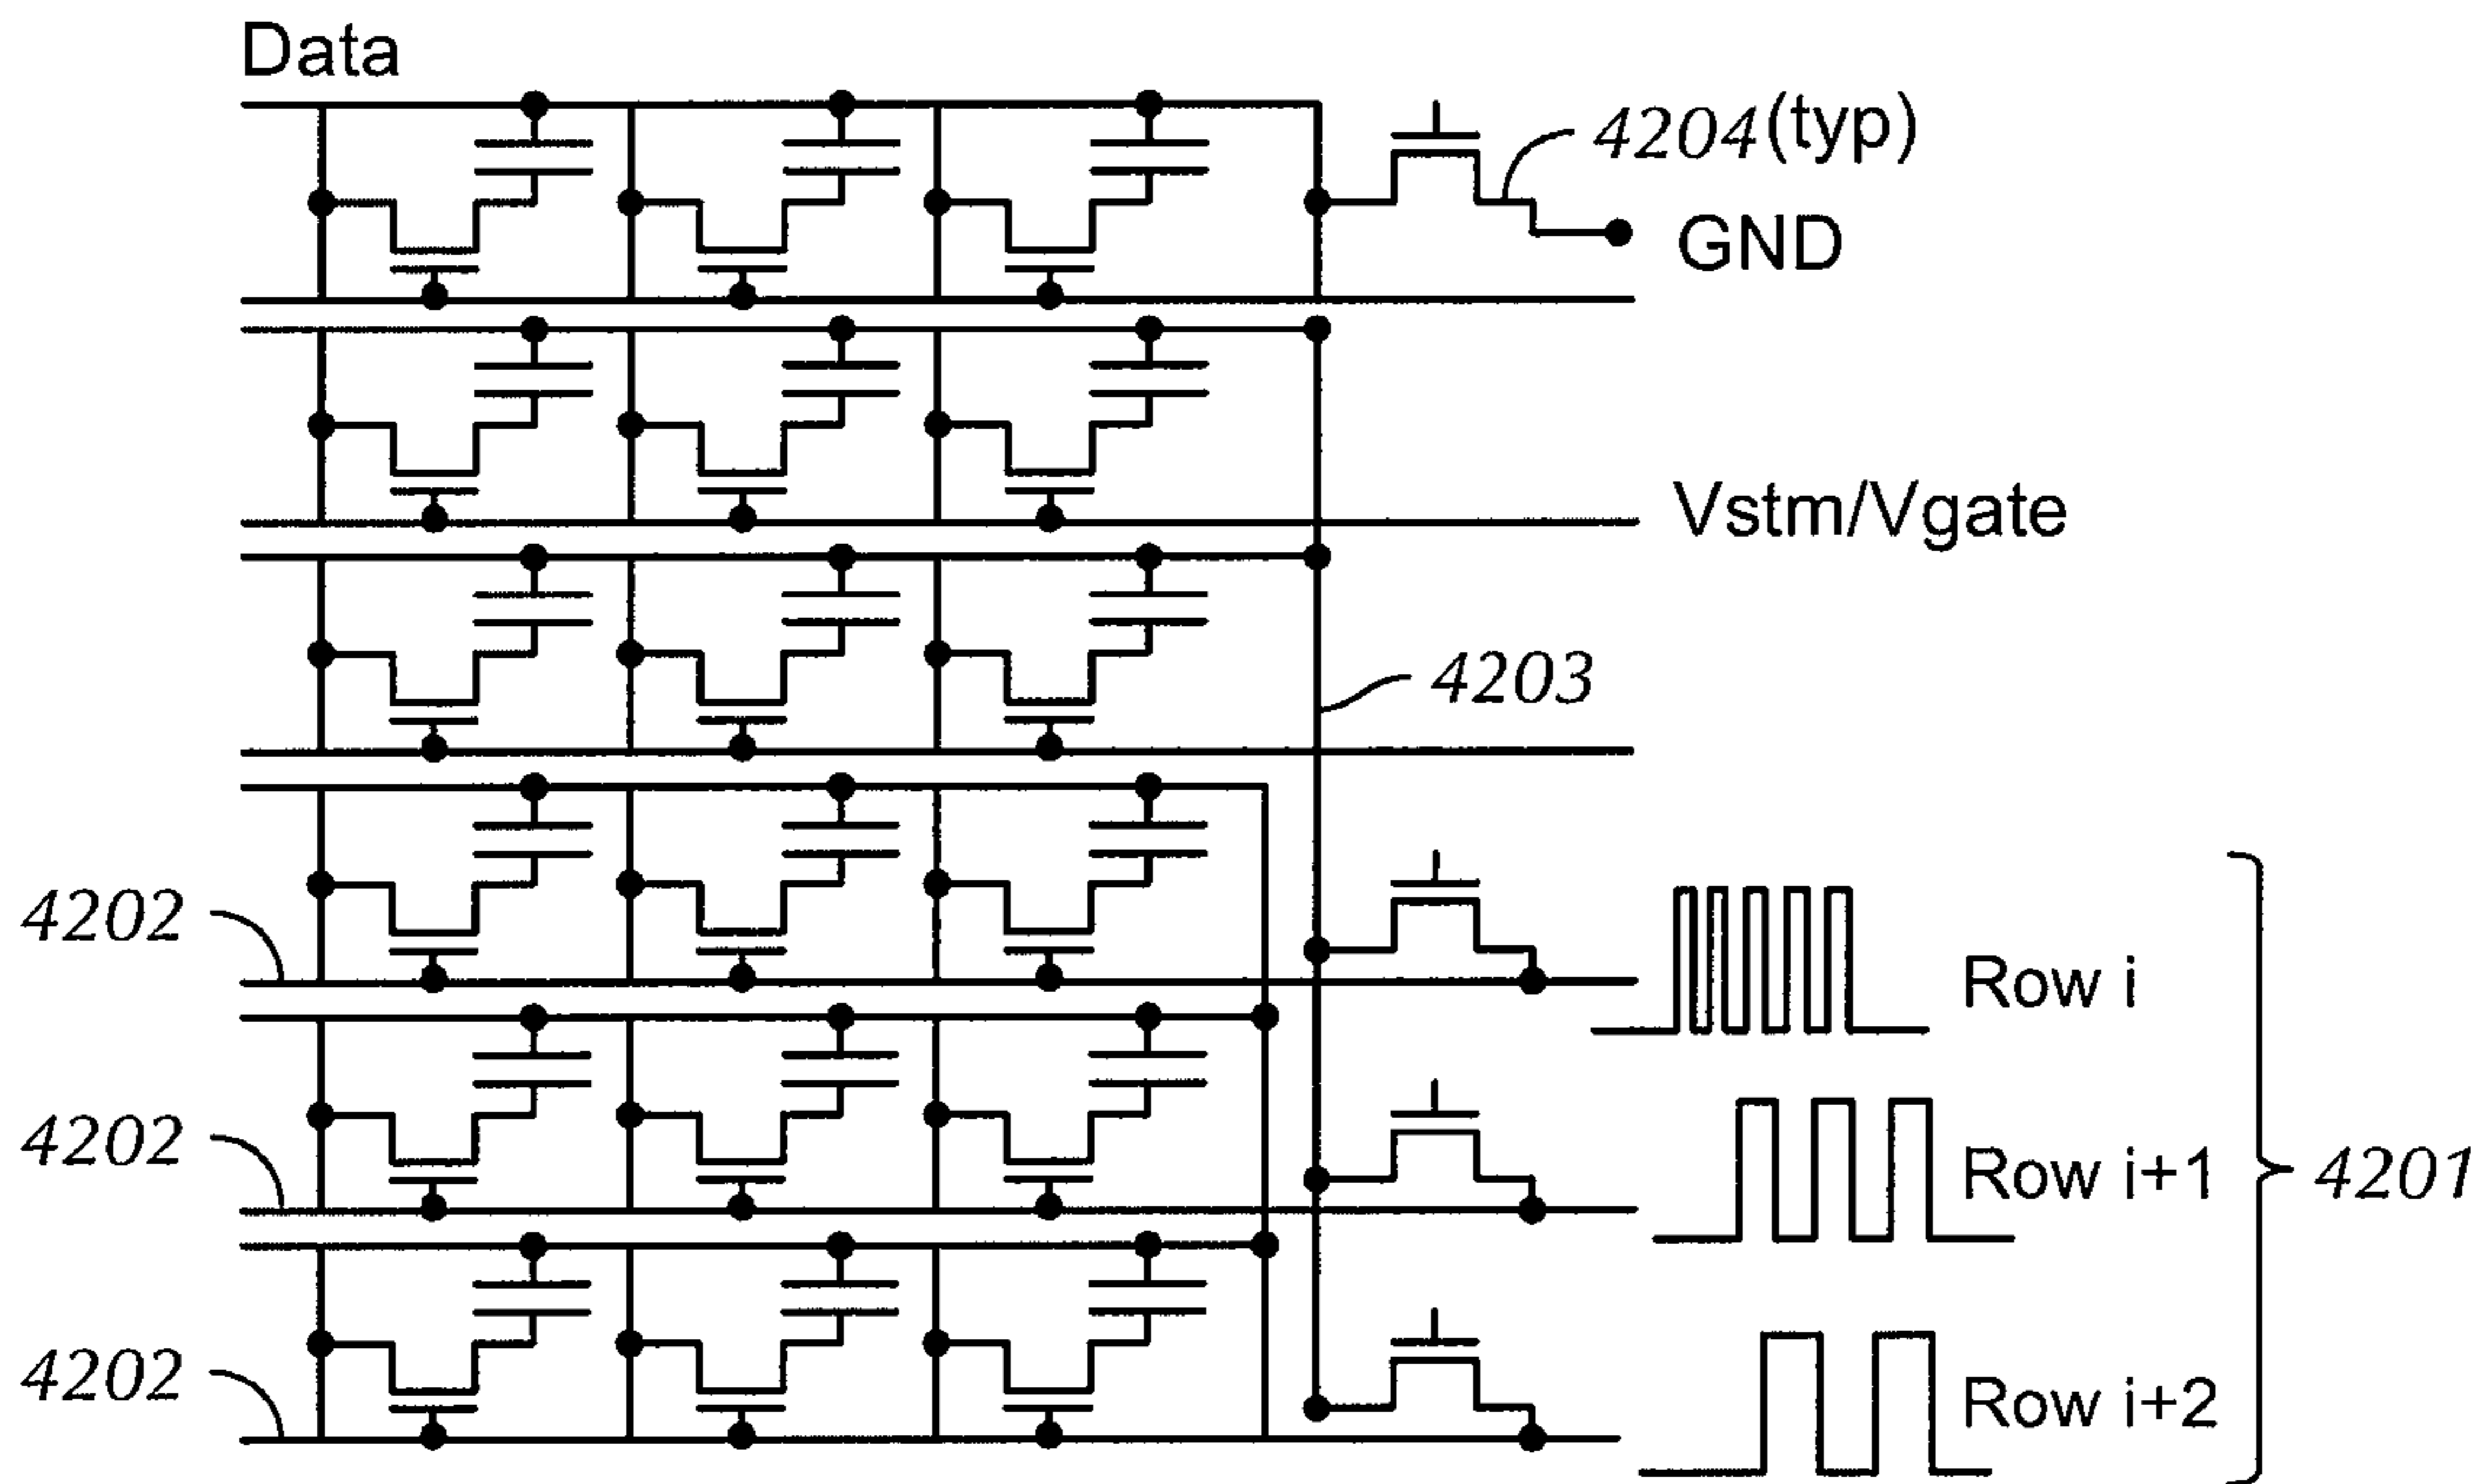 Data
4204 (typ)
GND
Vstm/Vgate
4203
4202
Row i
4202
Row i+1
4201
4202
Row i+2